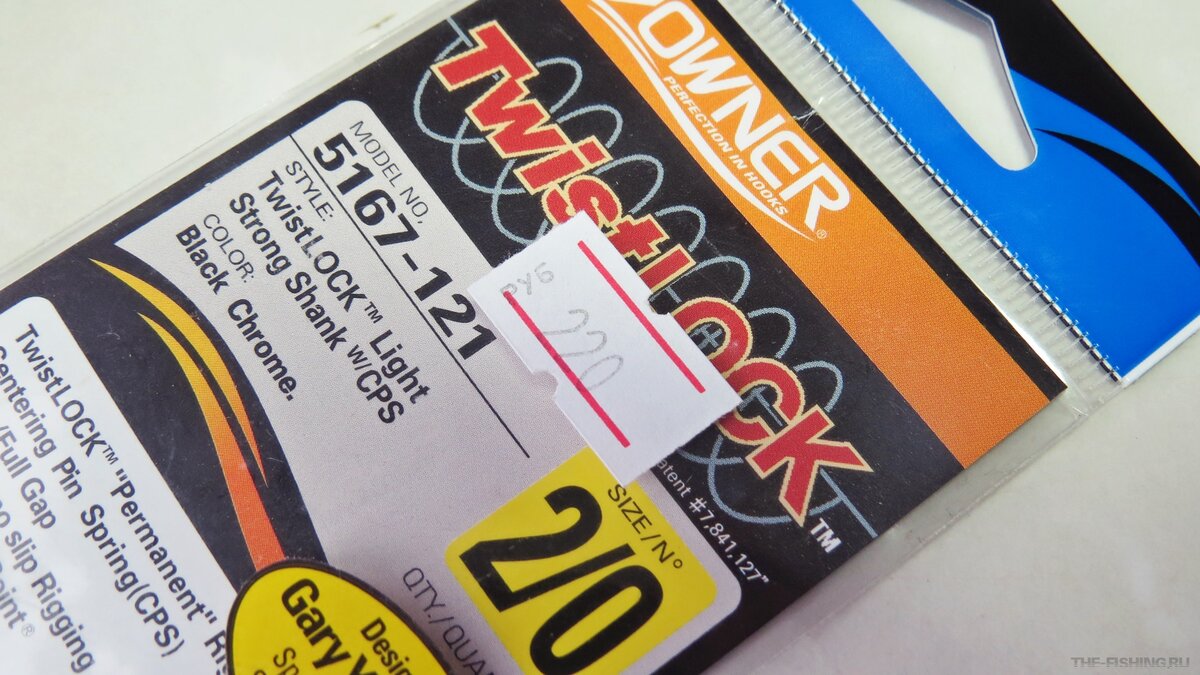 OWNER®
PERFECTION IN HOOKS
TwistLOCK™
Patent #7,841,127"
MODEL NO.
5167-121
STYLE:
TwistLOCK™ Light
Strong Shank w/CPS
COLOR:
Black Chrome.
220
руб
SIZE/N°
2/0
QTY./
TwistLOCK™ "Permanent"
Centering Pin Spring(CPS)
/Full Gap
slip Rigging
Point®
Gary
THE-FISHING.RU